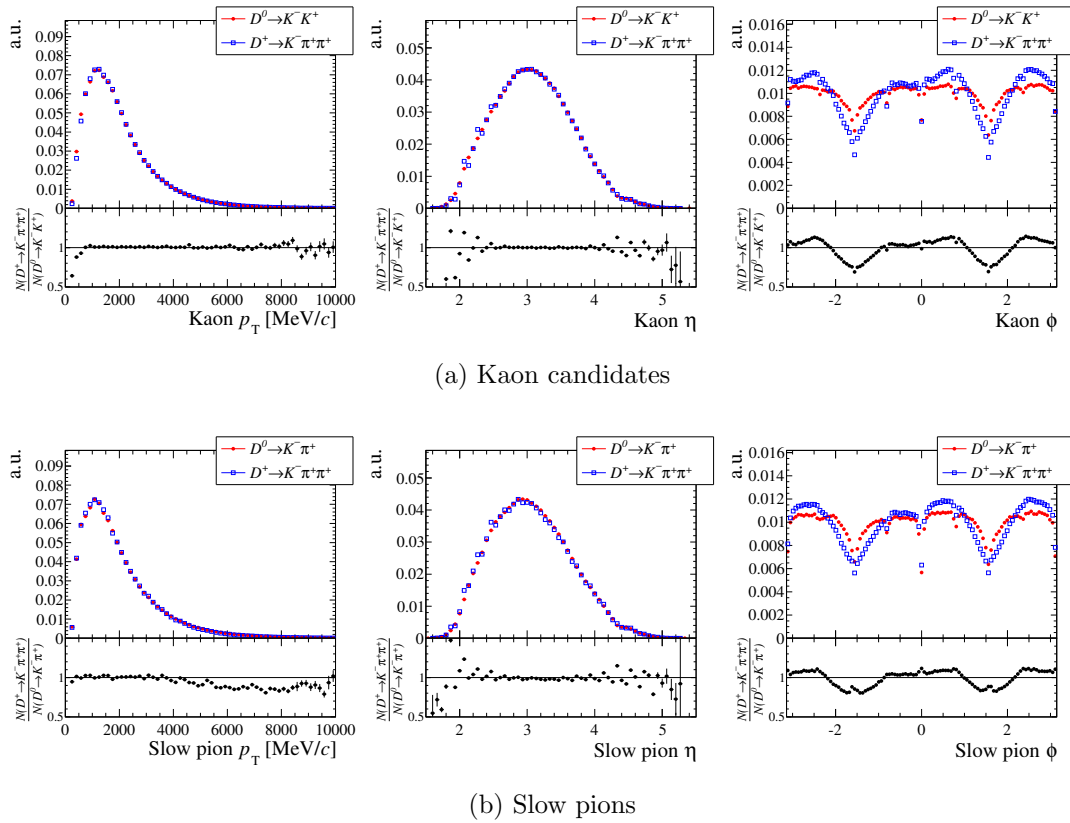 a.u.
0.09
0.08
0.07
0.06
0.05
0.04
0.03
0.02
0.01
0
D⁰→K⁻K⁺
D⁺→K⁻π⁺π⁺
N(D⁺→K⁻π⁺π⁺)
N(D⁰→K⁻K⁺)
1
0.5
0 2000 4000 6000 8000 10000
Kaon p_T [MeV/c]
a.u.
0.05
0.04
0.03
0.02
0.01
0
D⁰→K⁻K⁺
D⁺→K⁻π⁺π⁺
N(D⁺→K⁻π⁺π⁺)
N(D⁰→K⁻K⁺)
1
0.5
2 3 4 5
Kaon η
a.u.
0.016
0.014
0.012
0.01
0.008
0.006
0.004
0.002
0
D⁰→K⁻K⁺
D⁺→K⁻π⁺π⁺
N(D⁺→K⁻π⁺π⁺)
N(D⁰→K⁻K⁺)
1
0.5
-2 0 2
Kaon ϕ
(a) Kaon candidates
a.u.
0.09
0.08
0.07
0.06
0.05
0.04
0.03
0.02
0.01
0
D⁰→K⁻π⁺
D⁺→K⁻π⁺π⁺
N(D⁺→K⁻π⁺π⁺)
N(D⁰→K⁻π⁺)
1
0.5
0 2000 4000 6000 8000 10000
Slow pion p_T [MeV/c]
a.u.
0.05
0.04
0.03
0.02
0.01
0
D⁰→K⁻π⁺
D⁺→K⁻π⁺π⁺
N(D⁺→K⁻π⁺π⁺)
N(D⁰→K⁻π⁺)
1
0.5
2 3 4 5
Slow pion η
a.u.
0.016
0.014
0.012
0.01
0.008
0.006
0.004
0.002
0
D⁰→K⁻π⁺
D⁺→K⁻π⁺π⁺
N(D⁺→K⁻π⁺π⁺)
N(D⁰→K⁻π⁺)
1
0.5
-2 0 2
Slow pion ϕ
(b) Slow pions